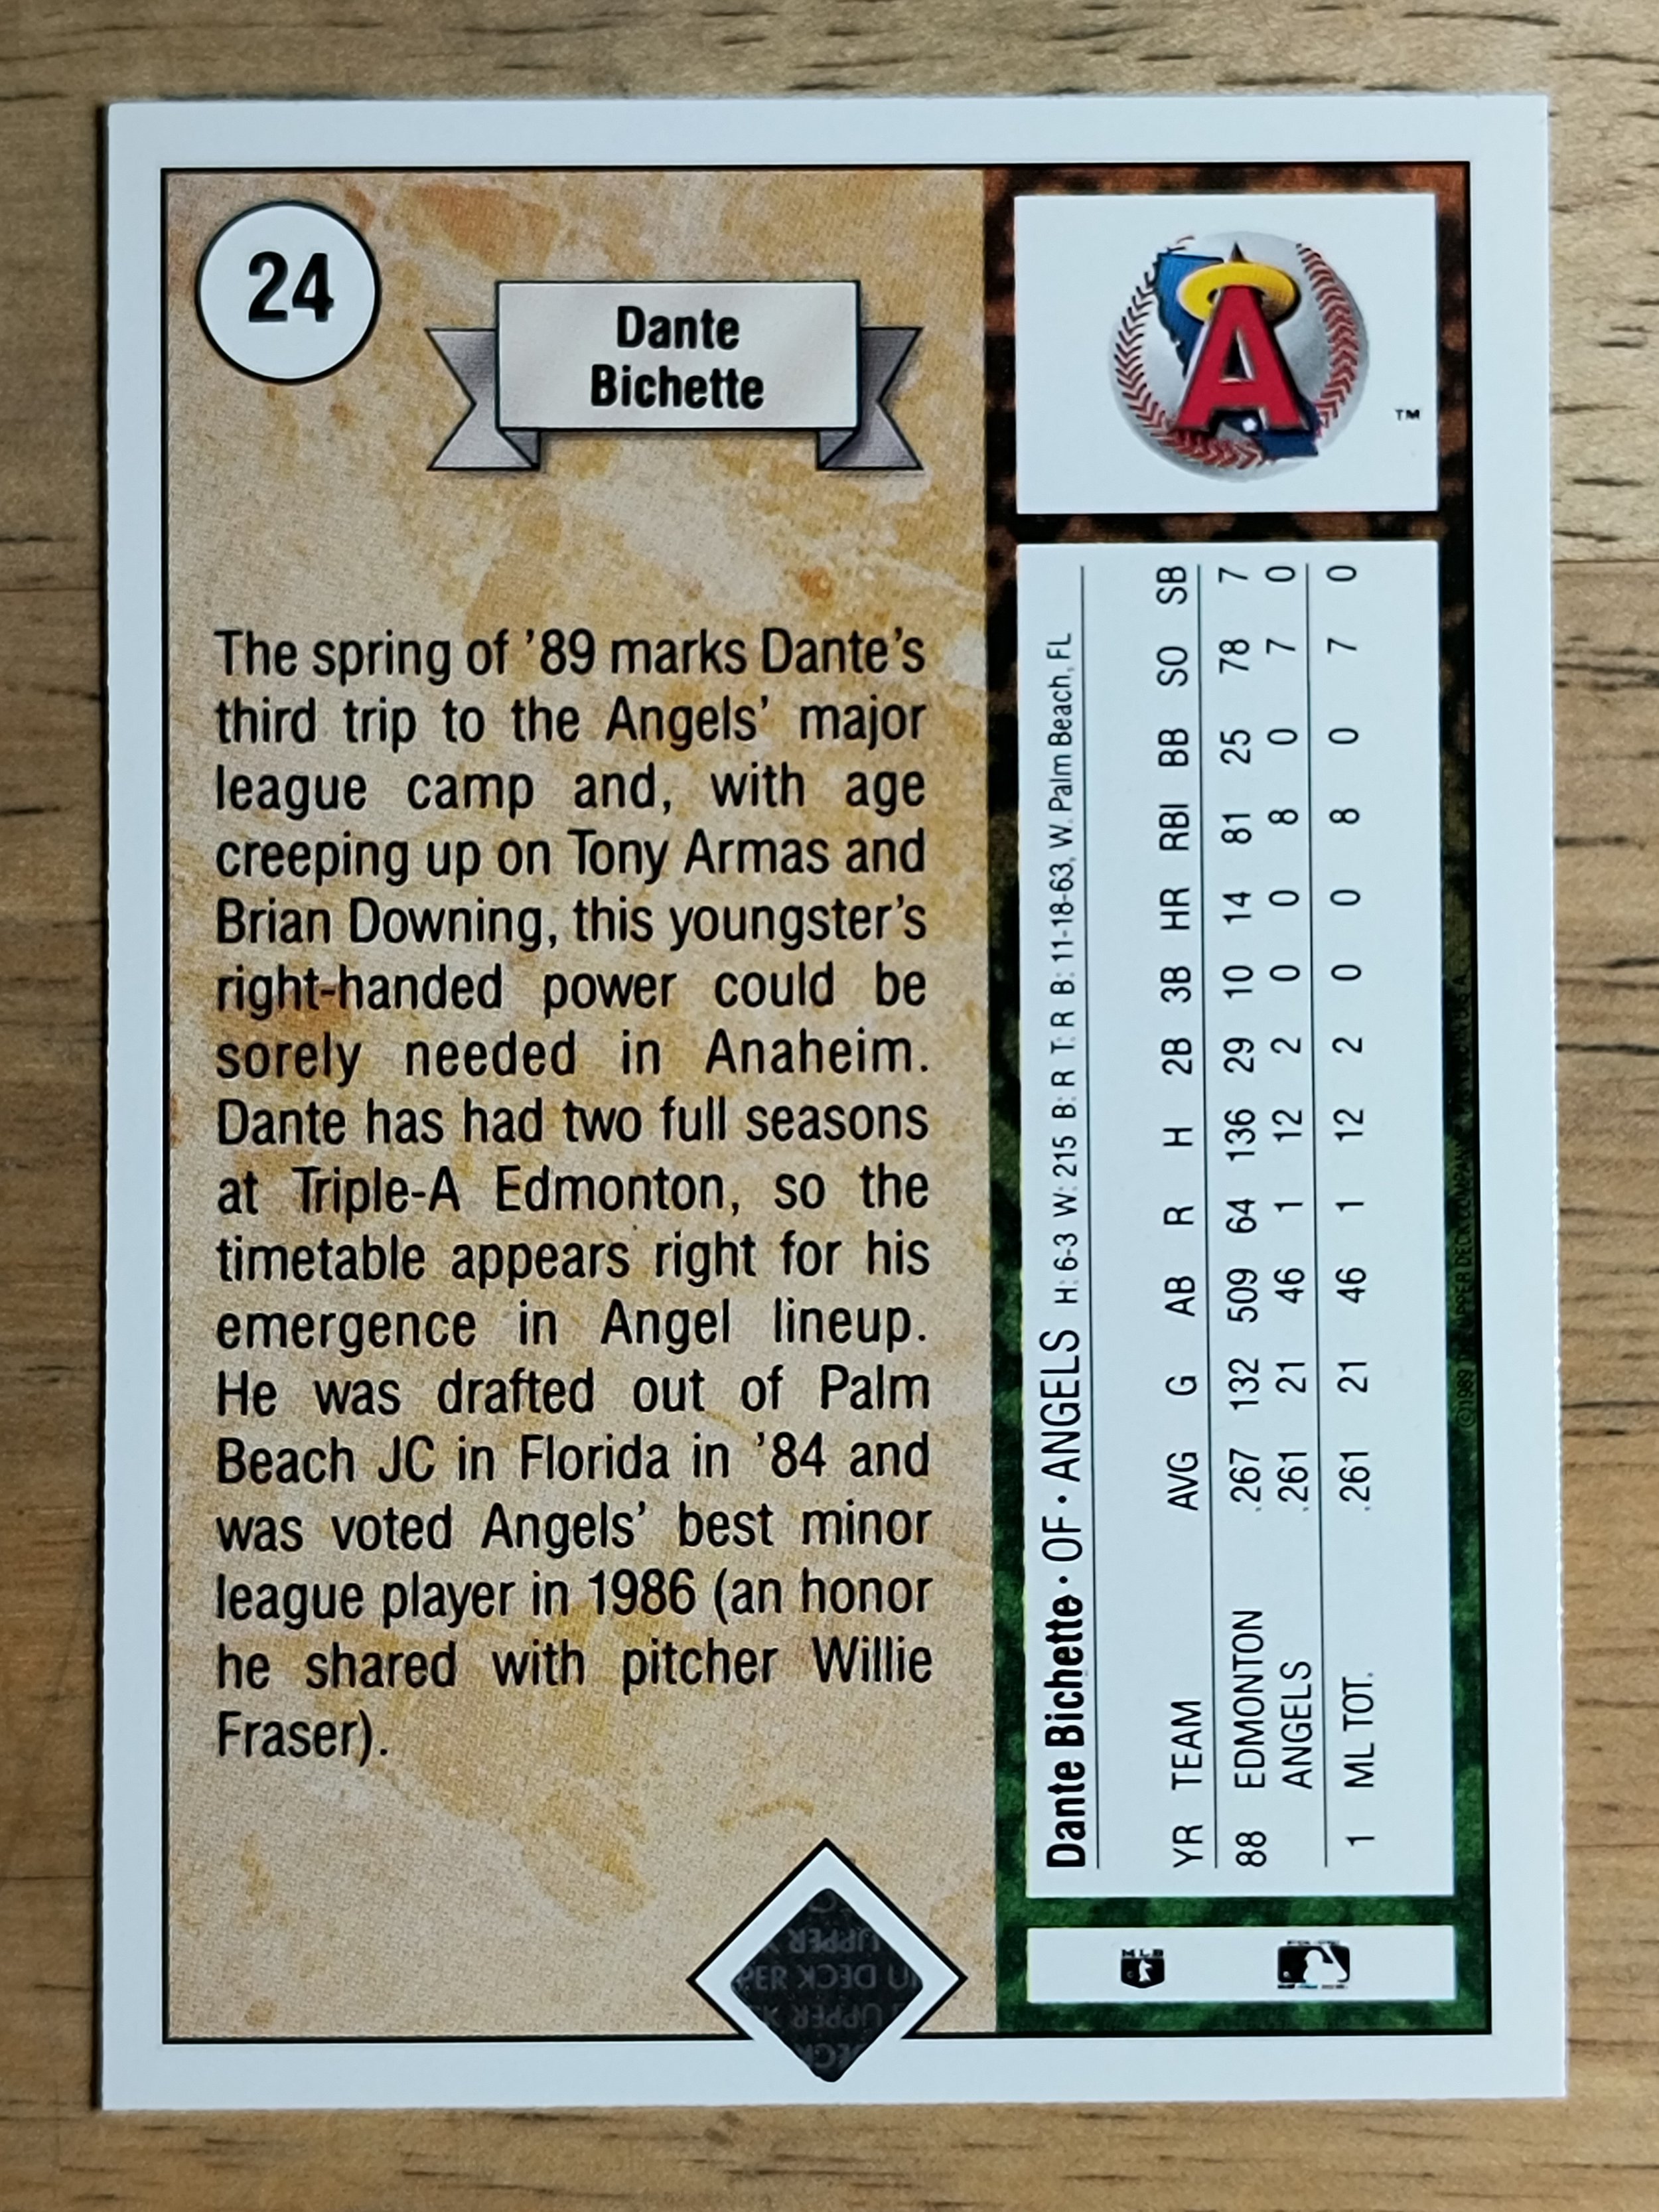 24
Dante
Bichette
The spring of ’89 marks Dante’s
third trip to the Angels’ major
league camp and, with age
creeping up on Tony Armas and
Brian Downing, this youngster’s
right-handed power could be
sorely needed in Anaheim.
Dante has had two full seasons
at Triple-A Edmonton, so the
timetable appears right for his
emergence in Angel lineup.
He was drafted out of Palm
Beach JC in Florida in ’84 and
was voted Angels’ best minor
league player in 1986 (an honor
he shared with pitcher Willie
Fraser).
A
TM
Dante Bichette • OF • ANGELS H: 6-3 W: 215 B: R T: R B: 11-18-63, W. Palm Beach, FL
YR TEAM AVG G AB R H 2B 3B HR RBI BB SO SB
88 EDMONTON .267 132 509 64 136 29 10 14 81 25 78 7
ANGELS .261 21 46 1 12 2 0 0 8 0 7 0
1 ML TOT. .261 21 46 1 12 2 0 0 8 0 7 0
©1989 UPPER DECK COMPANY
UPPER
DECK
UPPER
DECK